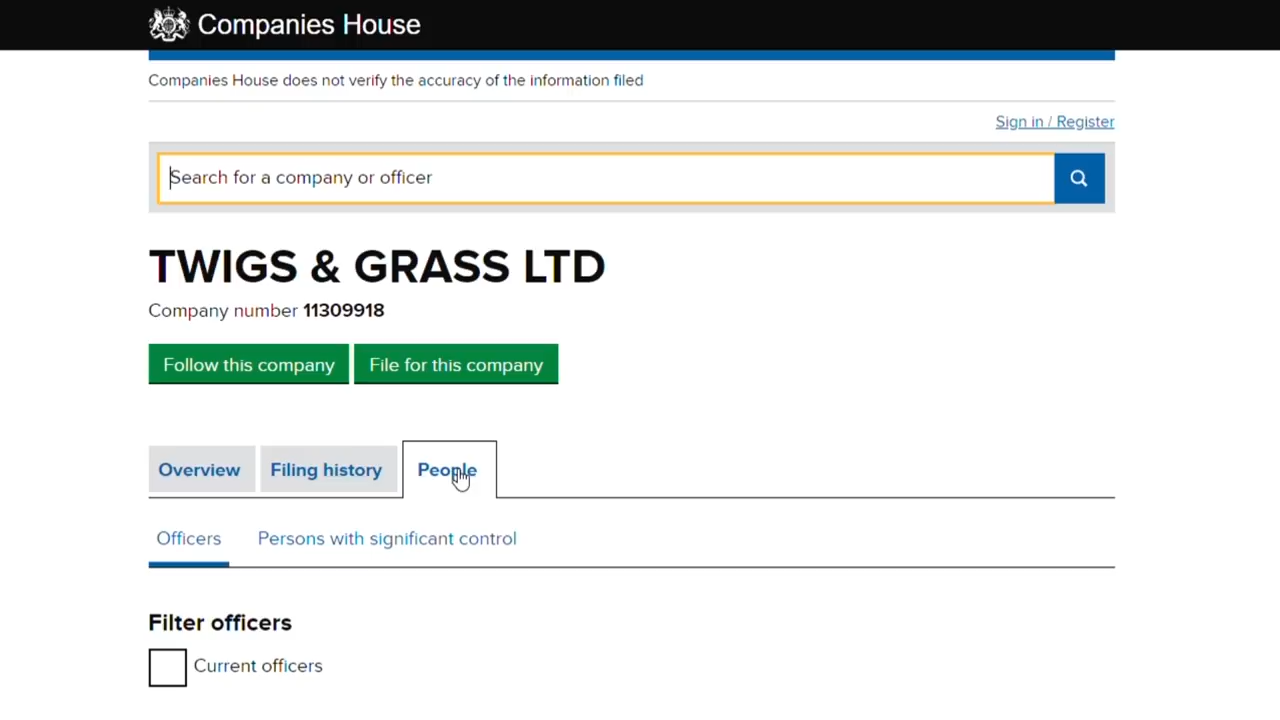 Companies House
Companies House does not verify the accuracy of the information filed
Sign in / Register
Search for a company or officer
TWIGS & GRASS LTD
Company number 11309918
Follow this company File for this company
Overview Filing history People
Officers Persons with significant control
Filter officers
Current officers